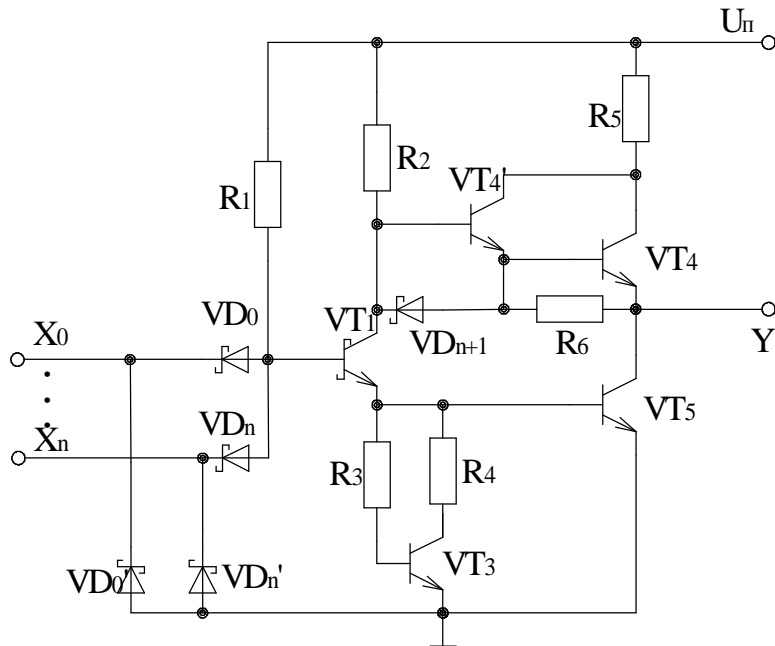 Uп
R5
R2
VT4'
R1
VT4
VD0
VT1
X0
VDn+1
R6
Y
VDn
VT5
Xn
R3
R4
VT3
VD0'
VDn'